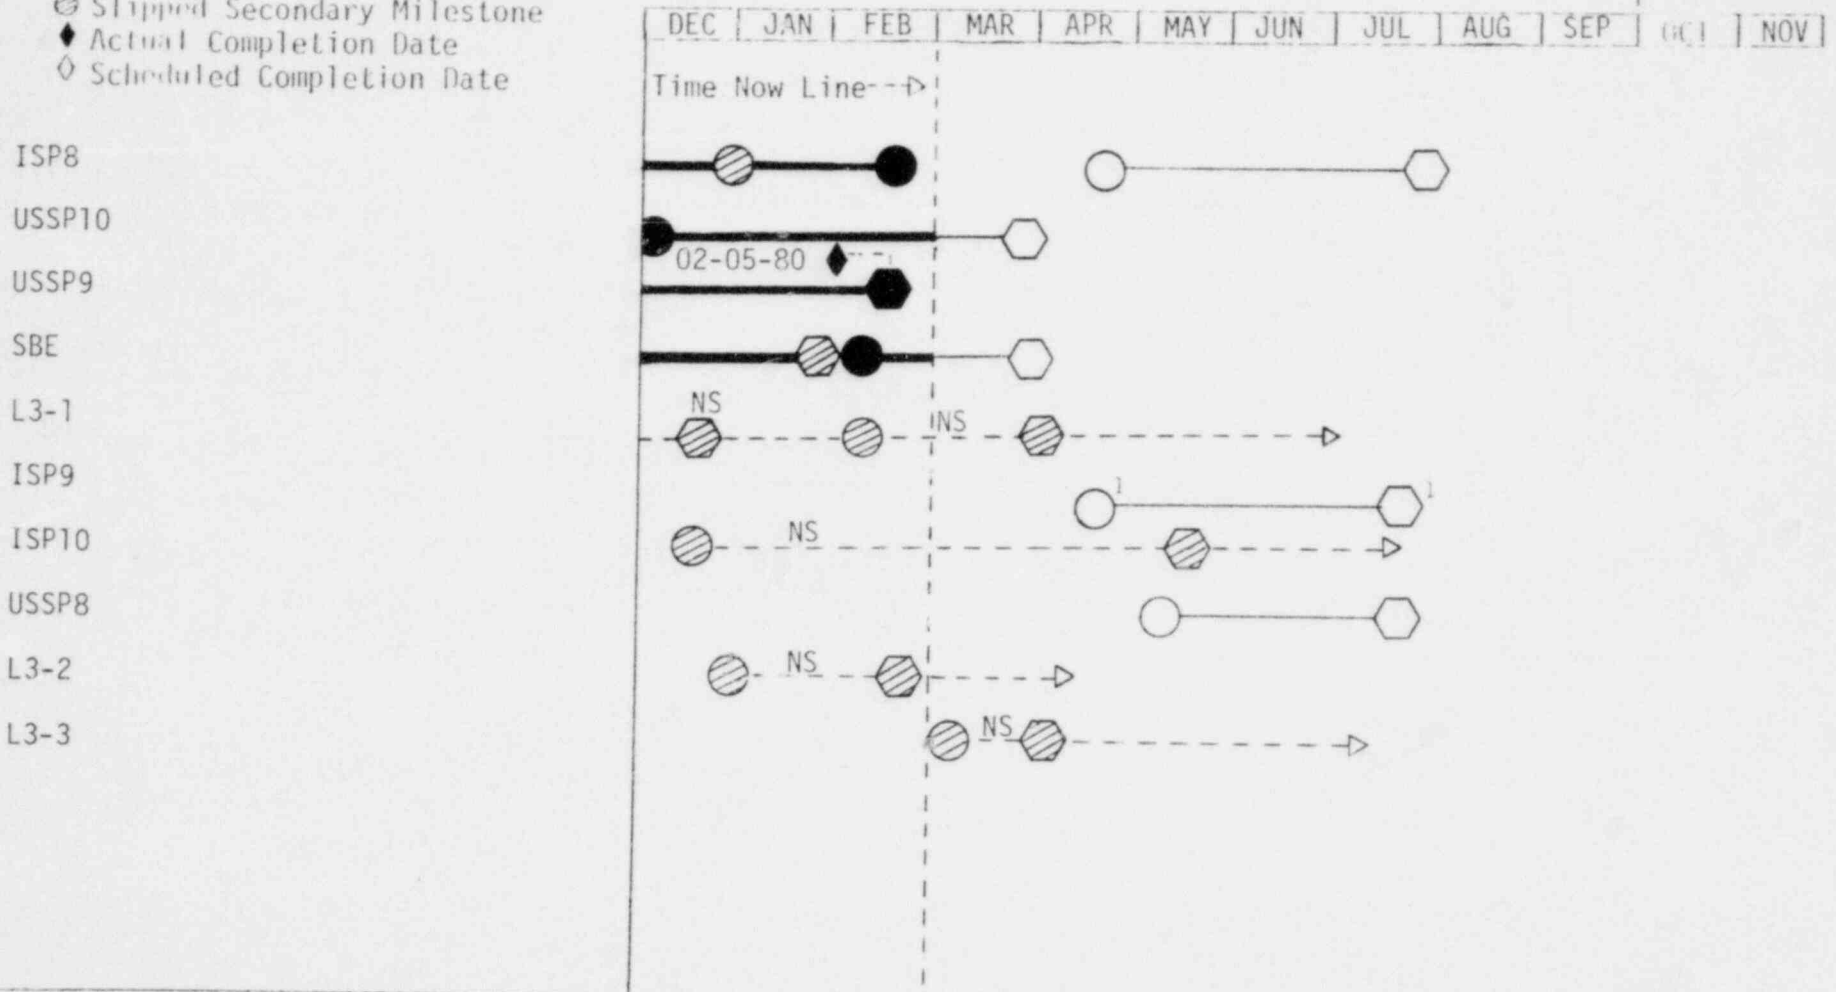 Slipped Secondary Milestone
Actual Completion Date
Scheduled Completion Date
DEC JAN FEB MAR APR MAY JUN JUL AUG SEP OCT NOV
Time Now Line
ISP8
USSP10
02-05-80
USSP9
SBE
NS
L3-1
NS
ISP9
1 1
ISP10
NS
USSP8
L3-2
NS
L3-3
NS